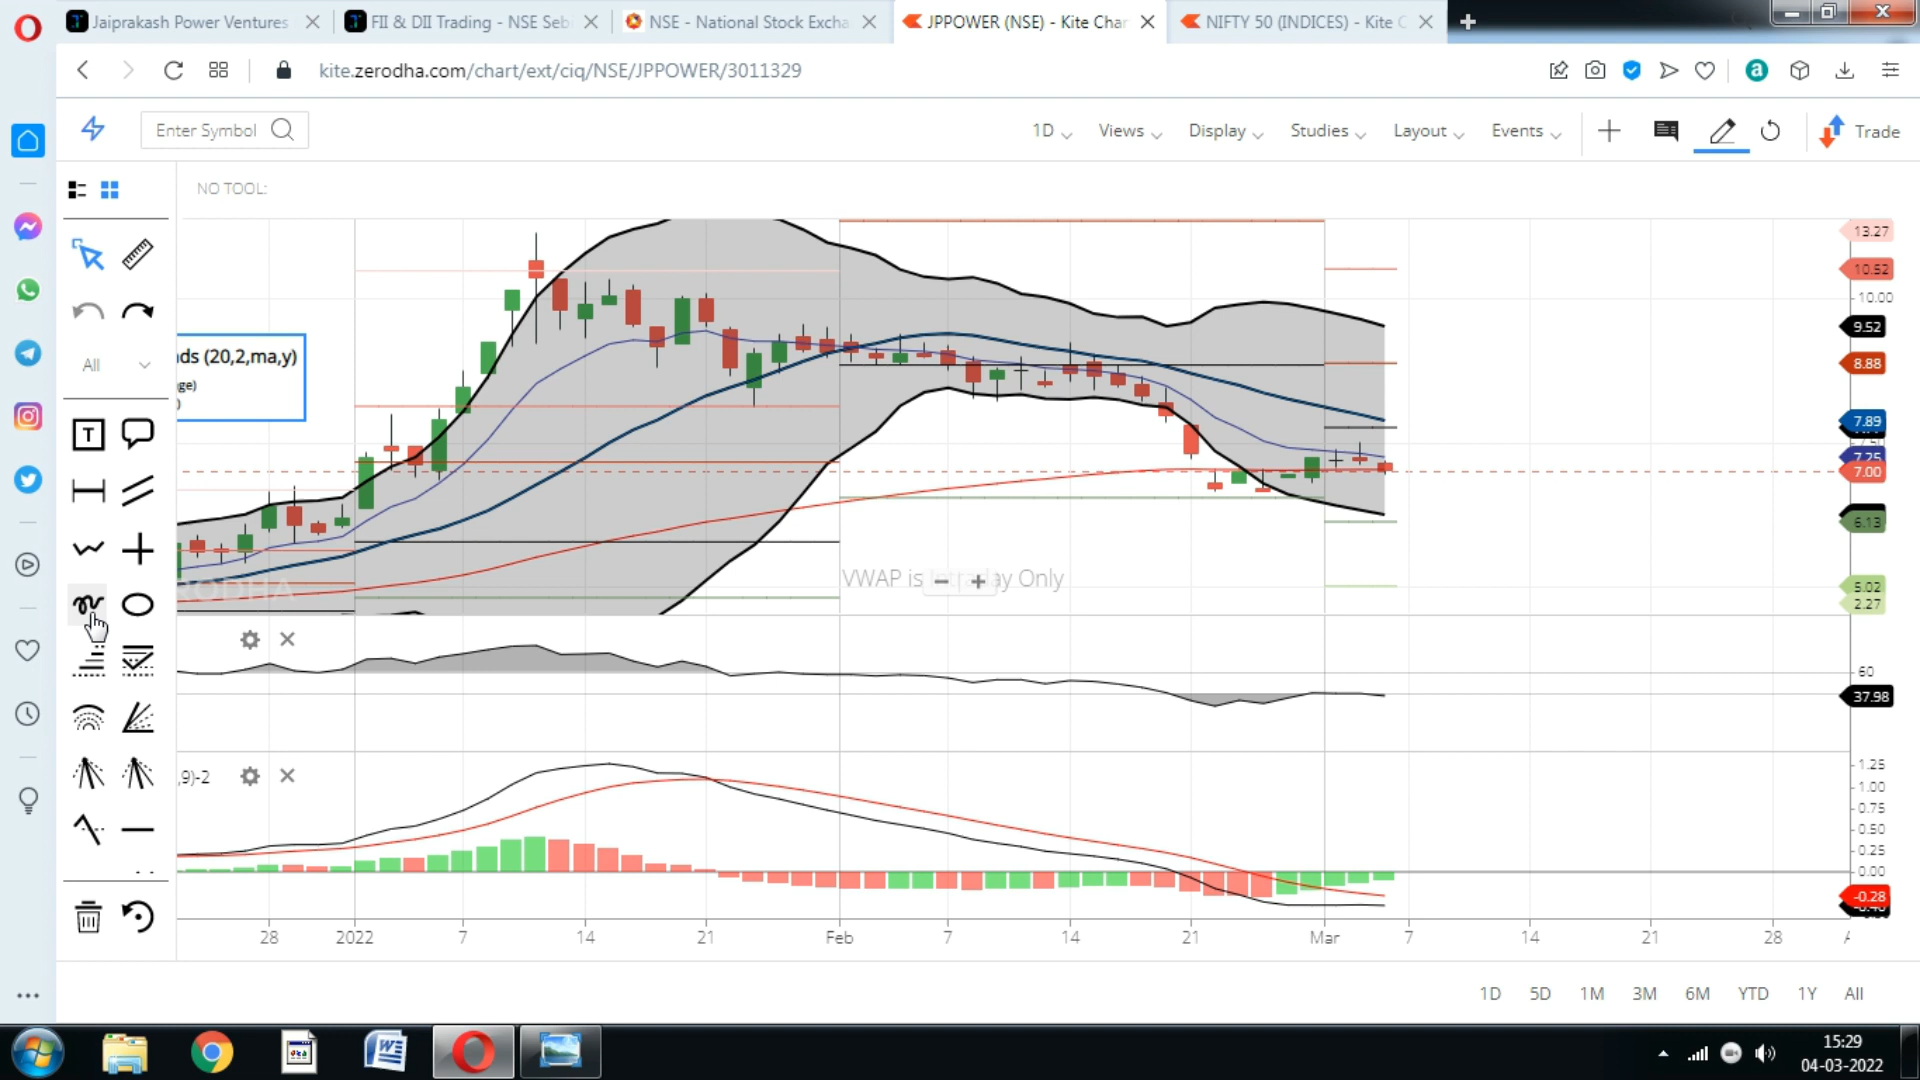 Jaiprakash Power Ventures
FII & DII Trading - NSE Seb
NSE - National Stock Excha
JPPOWER (NSE) - Kite Char
NIFTY 50 (INDICES) - Kite C
kite.zerodha.com/chart/ext/ciq/NSE/JPPOWER/3011329
Enter Symbol
1D
Views
Display
Studies
Layout
Events
Trade
NO TOOL:
All
nds (20,2,ma,y)
ge)
)
13.27
10.52
10.00
9.52
8.88
7.89
7.25
7.00
6.13
5.02
2.27
VWAP is Intraday Only
60
37.98
,9)-2
1.25
1.00
0.75
0.50
0.25
0.00
-0.28
28
2022
7
14
21
Feb
7
14
21
Mar
7
14
21
28
1D
5D
1M
3M
6M
YTD
1Y
All
15:29
04-03-2022